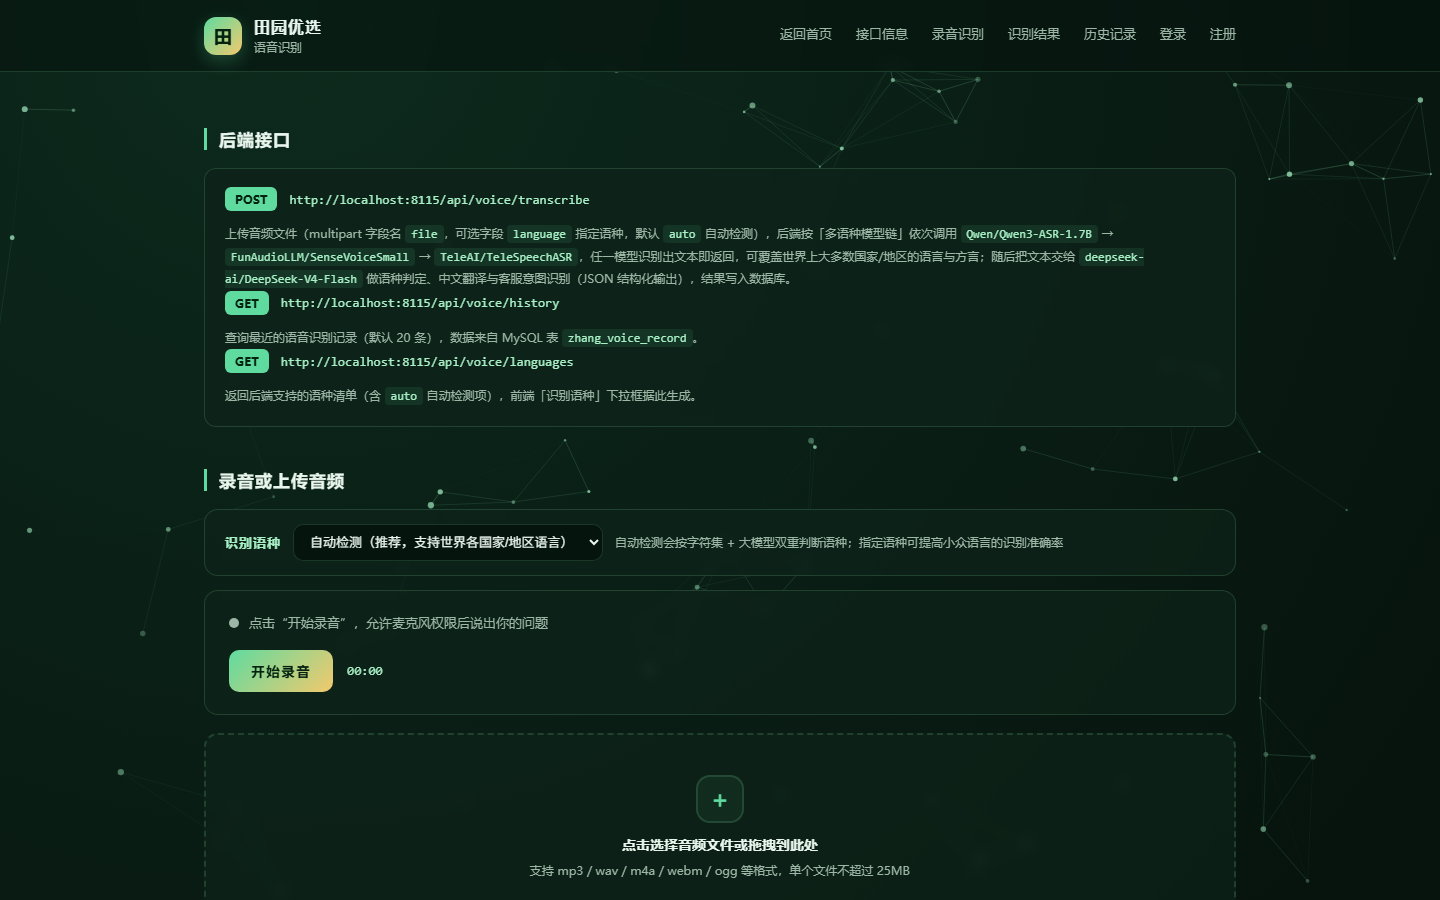 田
田园优选
语音识别
返回首页 接口信息 录音识别 识别结果 历史记录 登录 注册
后端接口
POST http://localhost:8115/api/voice/transcribe
上传音频文件（multipart 字段名 file，可选字段 language 指定语种，默认 auto 自动检测），后端按「多语种模型链」依次调用 Qwen/Qwen3-ASR-1.7B →
FunAudioLLM/SenseVoiceSmall → TeleAI/TeleSpeechASR，任一模型识别出文本即返回，可覆盖世界上大多数国家/地区的语言与方言；随后把文本交给 deepseek-
ai/DeepSeek-V4-Flash 做语种判定、中文翻译与客服意图识别（JSON 结构化输出），结果写入数据库。
GET http://localhost:8115/api/voice/history
查询最近的语音识别记录（默认 20 条），数据来自 MySQL 表 zhang_voice_record。
GET http://localhost:8115/api/voice/languages
返回后端支持的语种清单（含 auto 自动检测项），前端「识别语种」下拉框据此生成。
录音或上传音频
识别语种 自动检测（推荐，支持世界各国家/地区语言） 自动检测会按字符集 + 大模型双重判断语种；指定语种可提高小众语言的识别准确率
点击“开始录音”，允许麦克风权限后说出你的问题
开始录音 00:00
+
点击选择音频文件或拖拽到此处
支持 mp3 / wav / m4a / webm / ogg 等格式，单个文件不超过 25MB